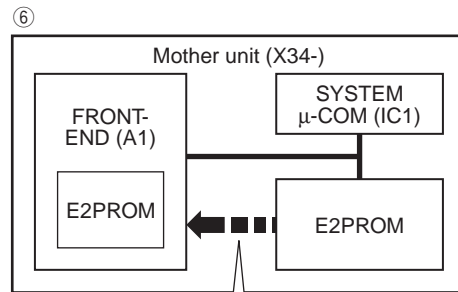 ⑥
Mother unit (X34-)
FRONT-
END (A1)
E2PROM
SYSTEM
μ-COM (IC1)
E2PROM